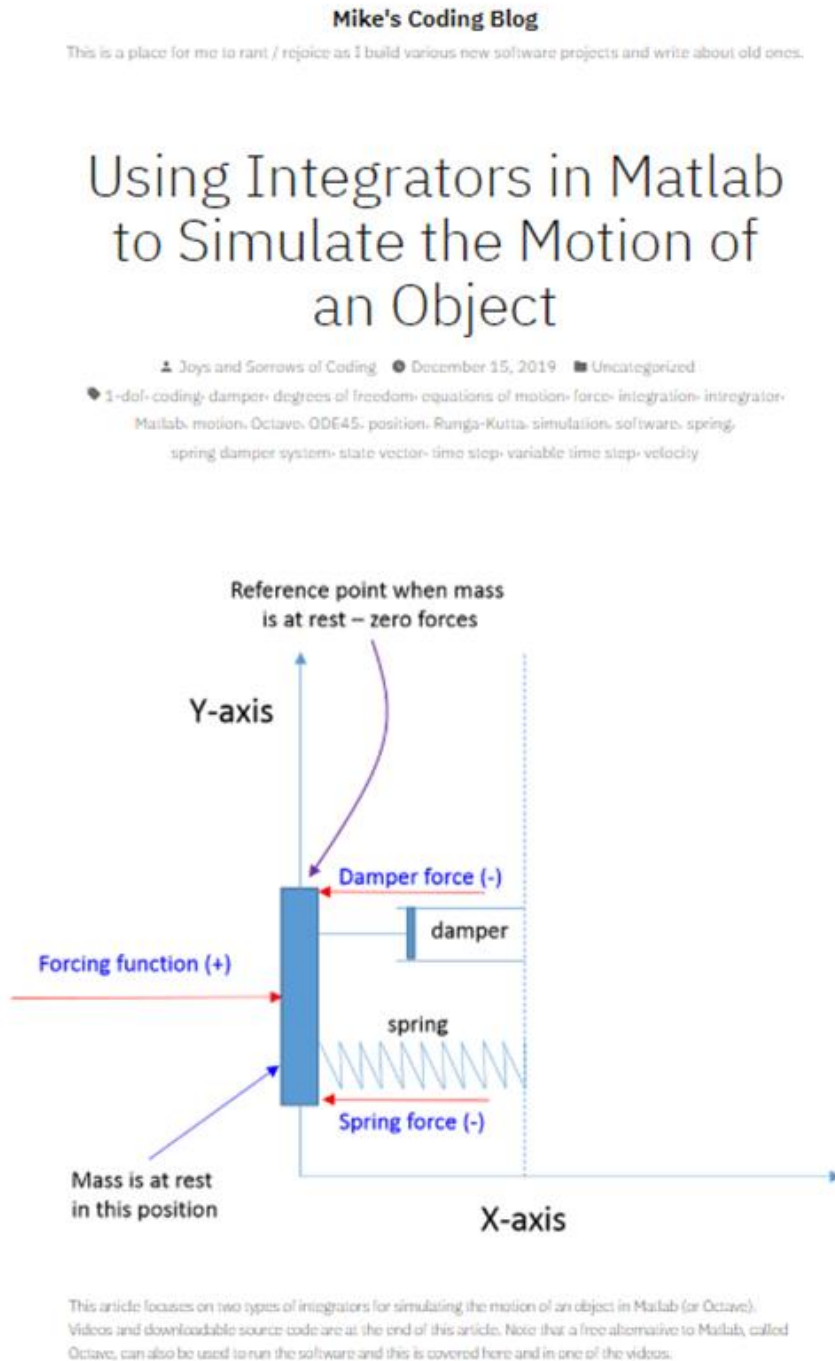 Mike's Coding Blog
This is a place for me to rant / rejoice as I build various new software projects and write about old ones.
Using Integrators in Matlab
to Simulate the Motion of
an Object
Joys and Sorrows of Coding December 15, 2019 Uncategorized
1-dof, coding, damper, degrees of freedom, equations of motion, force, integration, intregrator,
Matlab, motion, Octave, ODE45, position, Runga-Kutta, simulation, software, spring,
spring damper system, state vector, time step, variable time step, velocity
Reference point when mass
is at rest – zero forces
Y-axis
Damper force (-)
damper
Forcing function (+)
spring
Spring force (-)
Mass is at rest
in this position
X-axis
This article focuses on two types of integrators for simulating the motion of an object in Matlab (or Octave).
Videos and downloadable source code are at the end of this article. Note that a free alternative to Matlab, called
Octave, can also be used to run the software and this is covered here and in one of the videos.